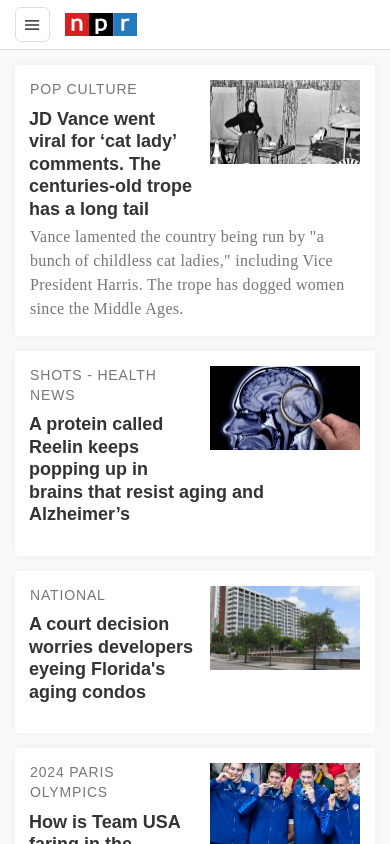 npr
POP CULTURE
JD Vance went
viral for ‘cat lady’
comments. The
centuries-old trope
has a long tail
Vance lamented the country being run by "a
bunch of childless cat ladies," including Vice
President Harris. The trope has dogged women
since the Middle Ages.
SHOTS - HEALTH
NEWS
A protein called
Reelin keeps
popping up in
brains that resist aging and
Alzheimer’s
NATIONAL
A court decision
worries developers
eyeing Florida's
aging condos
2024 PARIS
OLYMPICS
How is Team USA
faring in the